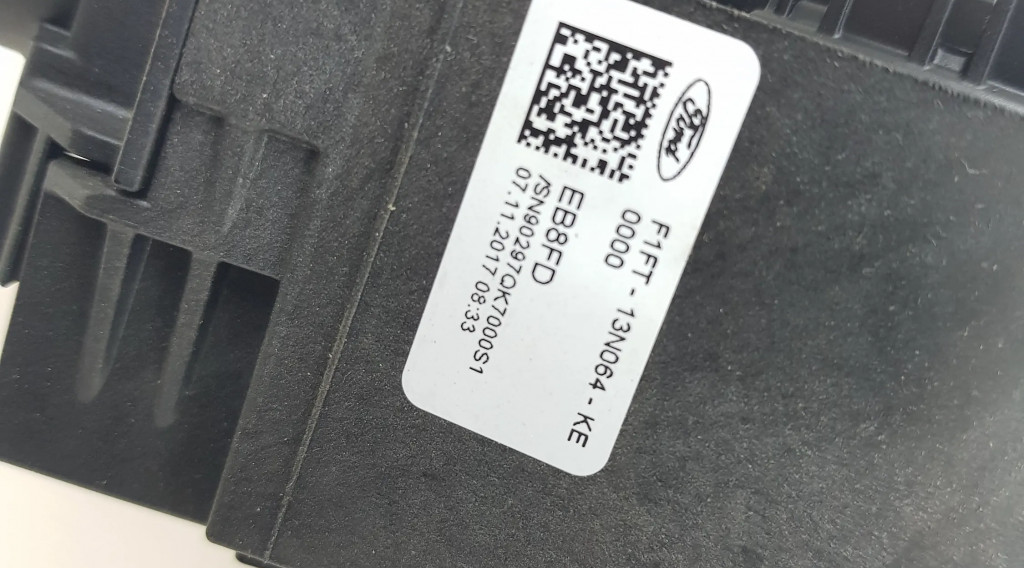 Ford
F1FT - 13N064 - KE
0000
EB8FD
/SN90297QK7000S1
07.11.2017 08:33